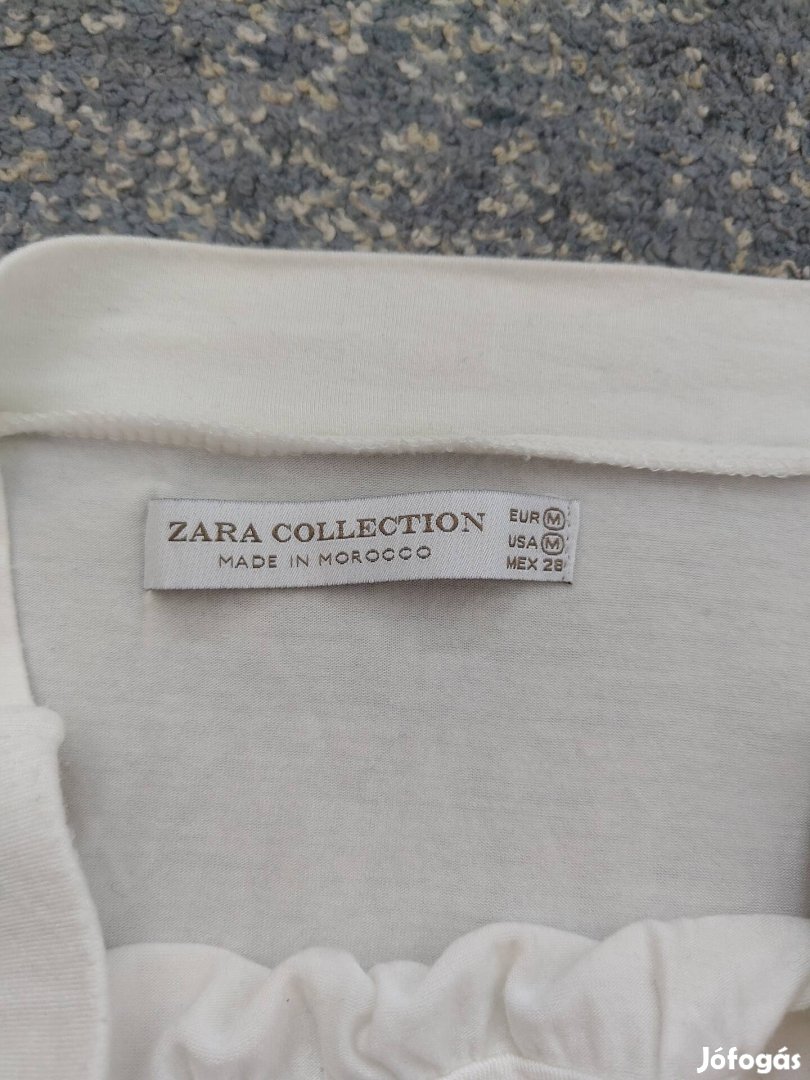 ZARA COLLECTION
MADE IN MOROCCO
EUR M
USA M
MEX 28
Jófogás